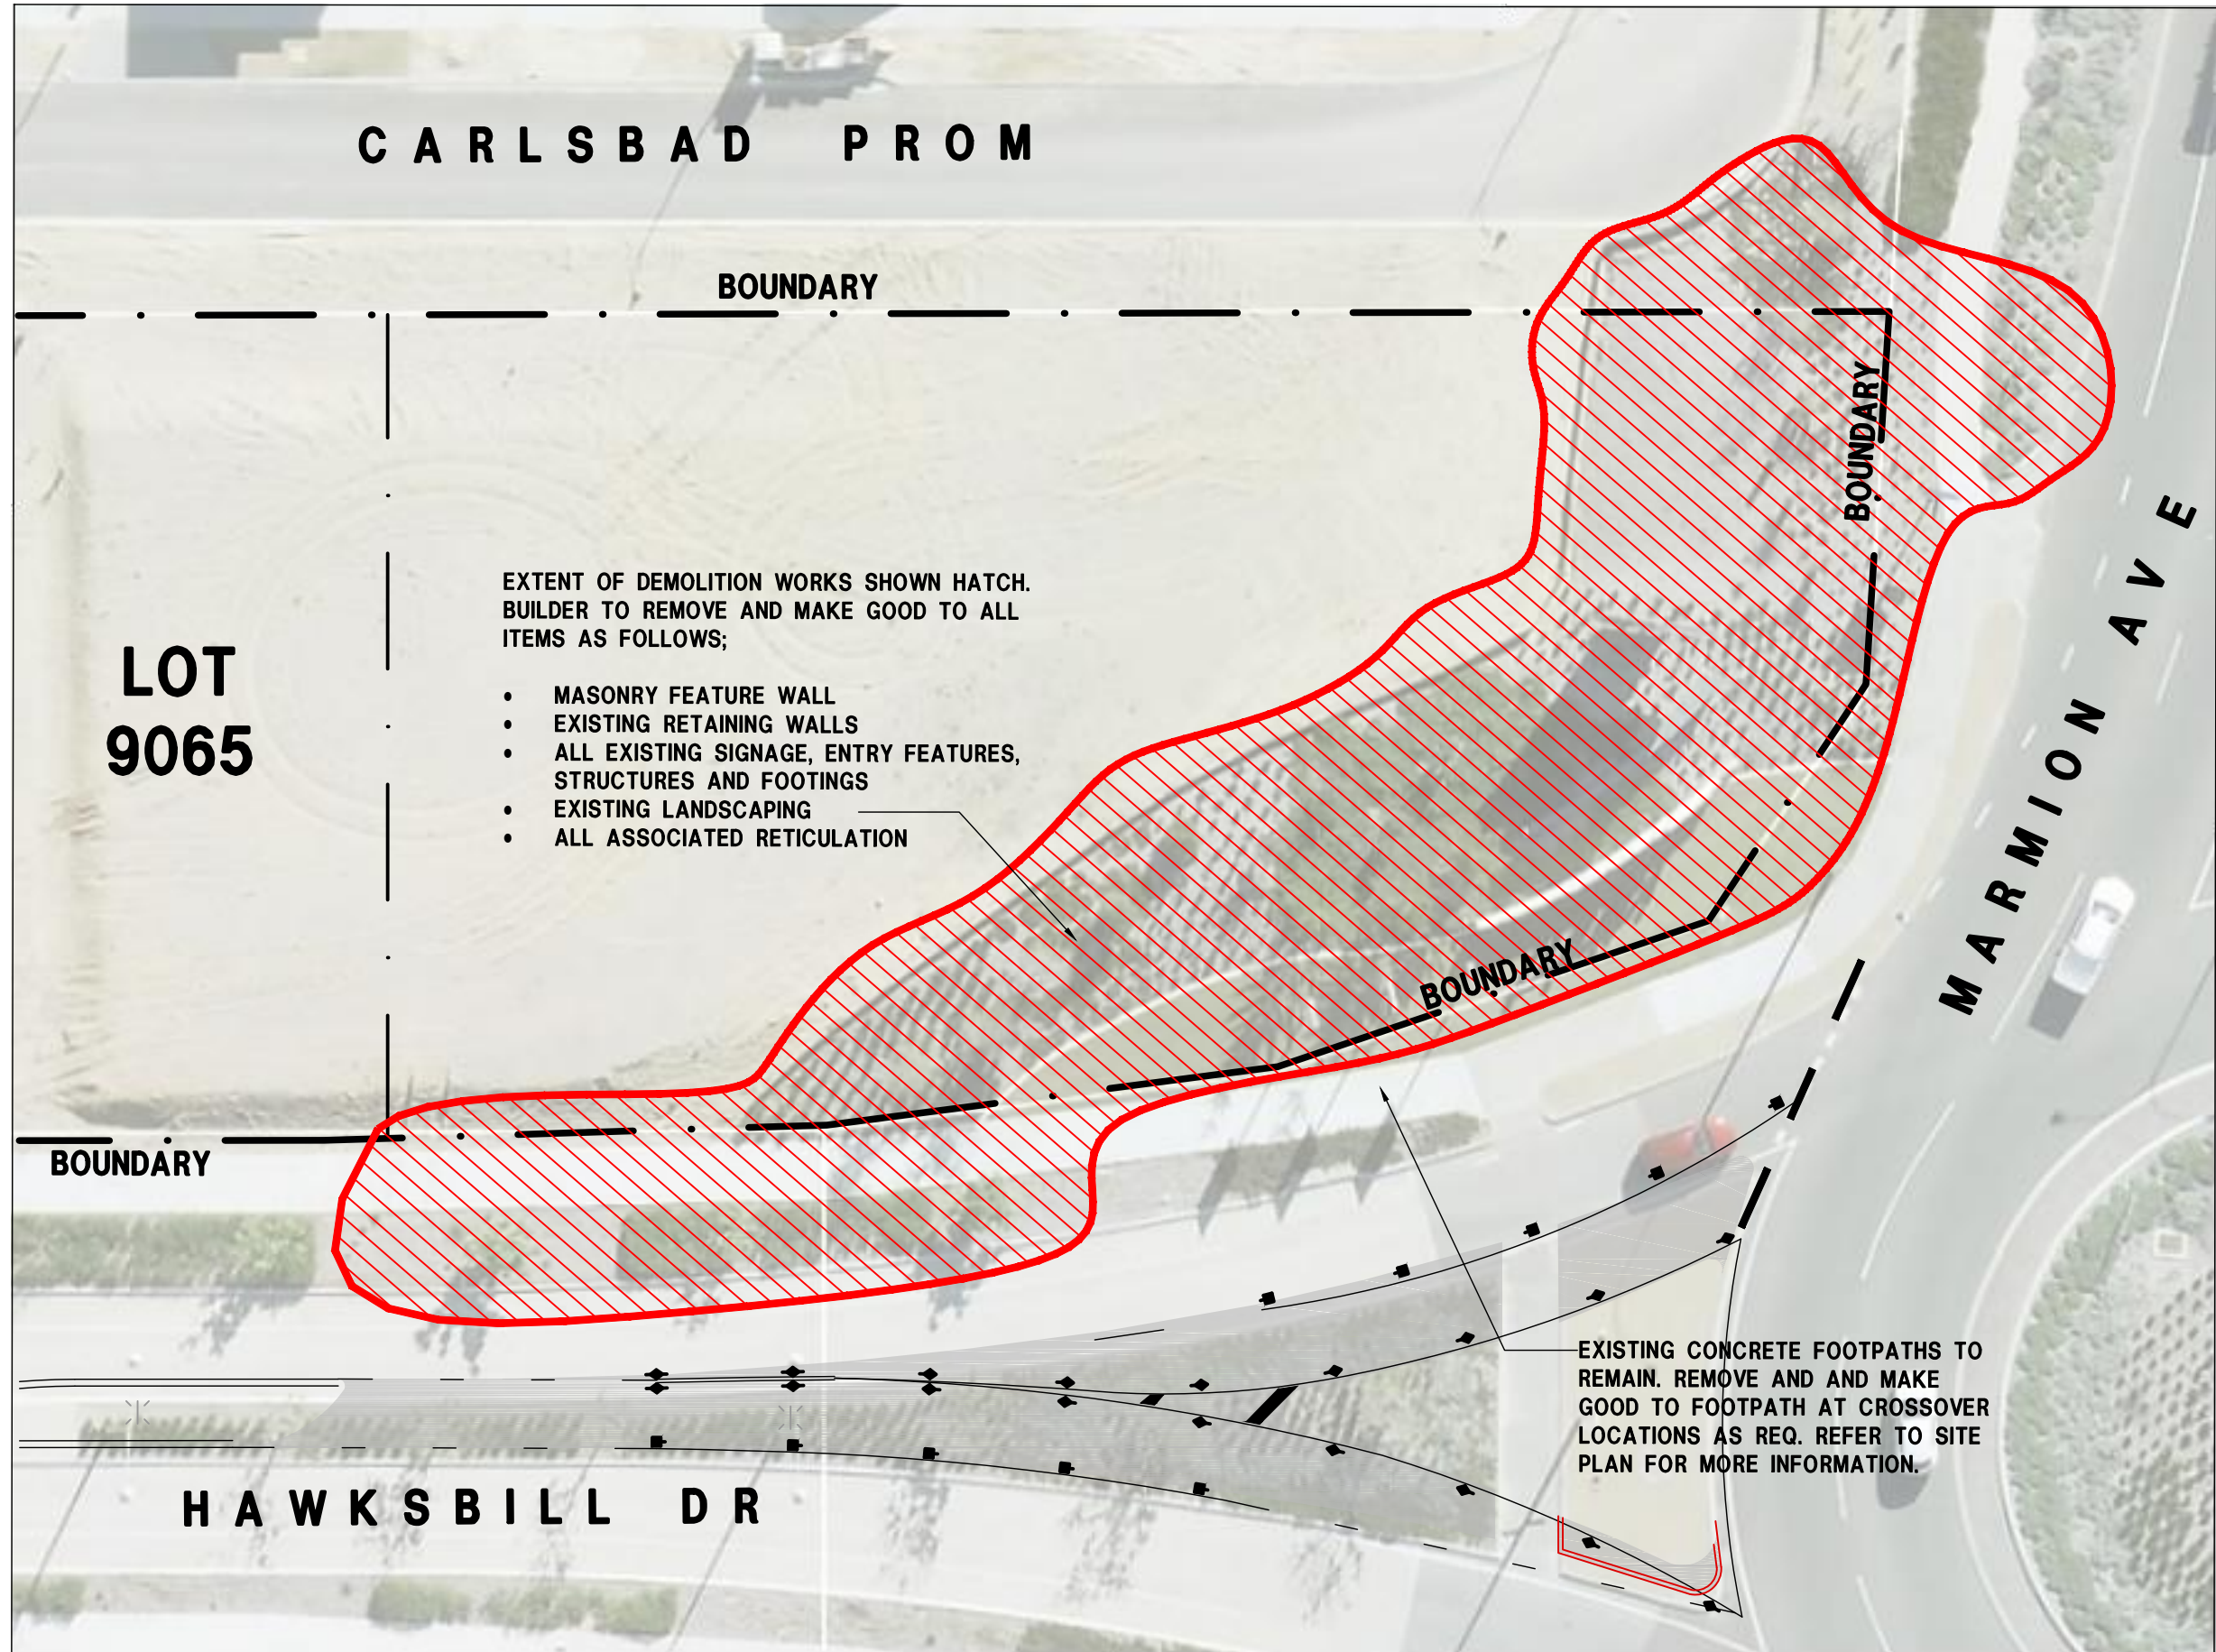 CARLSBAD PROM
BOUNDARY
BOUNDARY
EXTENT OF DEMOLITION WORKS SHOWN HATCH.
BUILDER TO REMOVE AND MAKE GOOD TO ALL
ITEMS AS FOLLOWS;
• MASONRY FEATURE WALL
• EXISTING RETAINING WALLS
• ALL EXISTING SIGNAGE, ENTRY FEATURES,
STRUCTURES AND FOOTINGS
• EXISTING LANDSCAPING
• ALL ASSOCIATED RETICULATION
LOT
9065
MARMION AVE
BOUNDARY
BOUNDARY
EXISTING CONCRETE FOOTPATHS TO
REMAIN. REMOVE AND AND MAKE
GOOD TO FOOTPATH AT CROSSOVER
LOCATIONS AS REQ. REFER TO SITE
PLAN FOR MORE INFORMATION.
HAWKSBILL DR